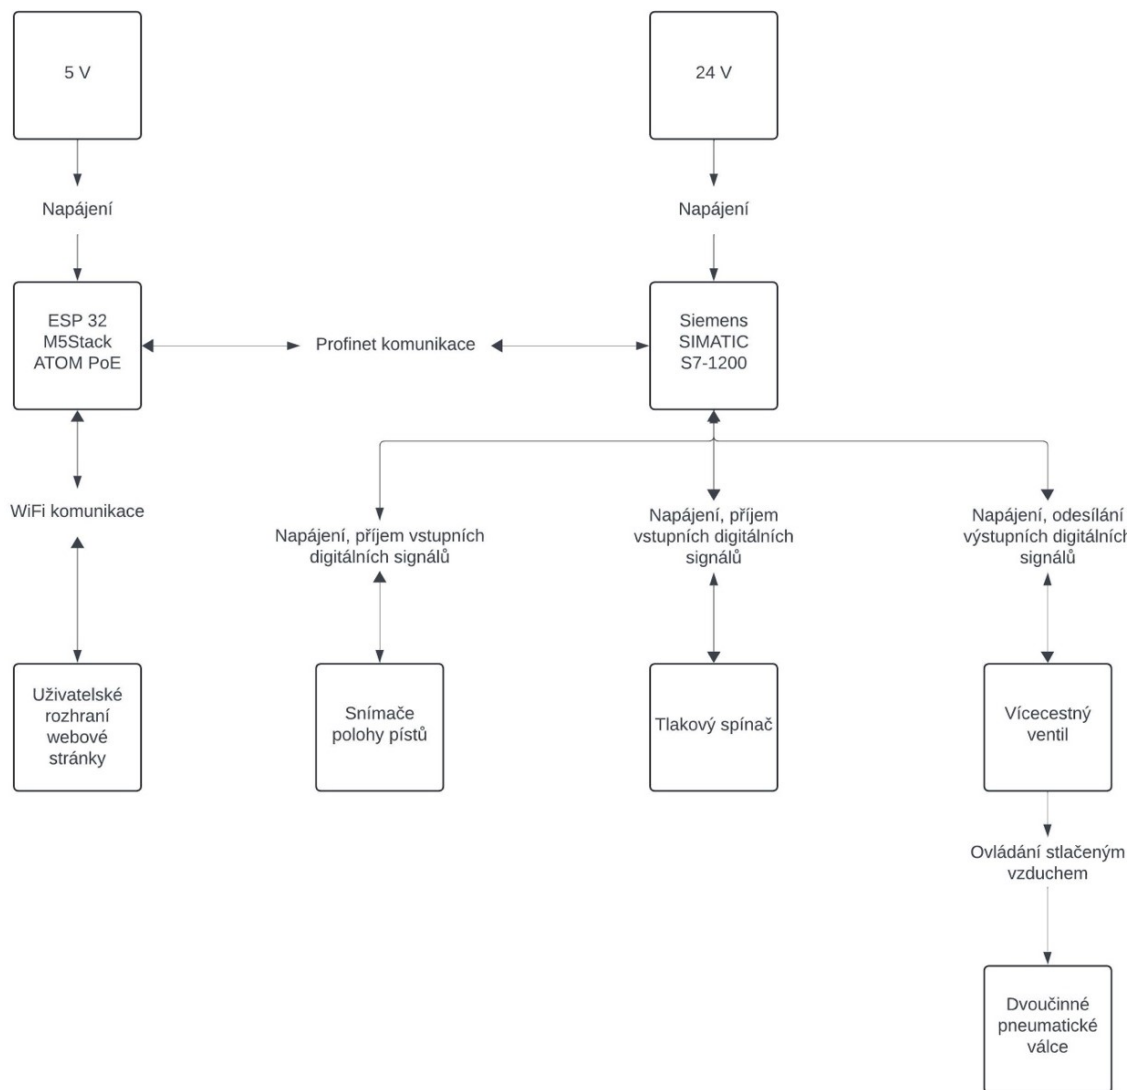 5 V
24 V
Napájení
Napájení
ESP 32
M5Stack
ATOM PoE
Profinet komunikace
Siemens
SIMATIC
S7-1200
WiFi komunikace
Napájení, příjem vstupních
digitálních signálů
Napájení, příjem
vstupních digitálních
signálů
Napájení, odesílání
výstupních digitálních
signálů
Uživatelské
rozhraní
webové
stránky
Snímače
polohy pístů
Tlakový spínač
Vícecestný
ventil
Ovládání stlačeným
vzduchem
Dvoučinné
pneumatické
válce